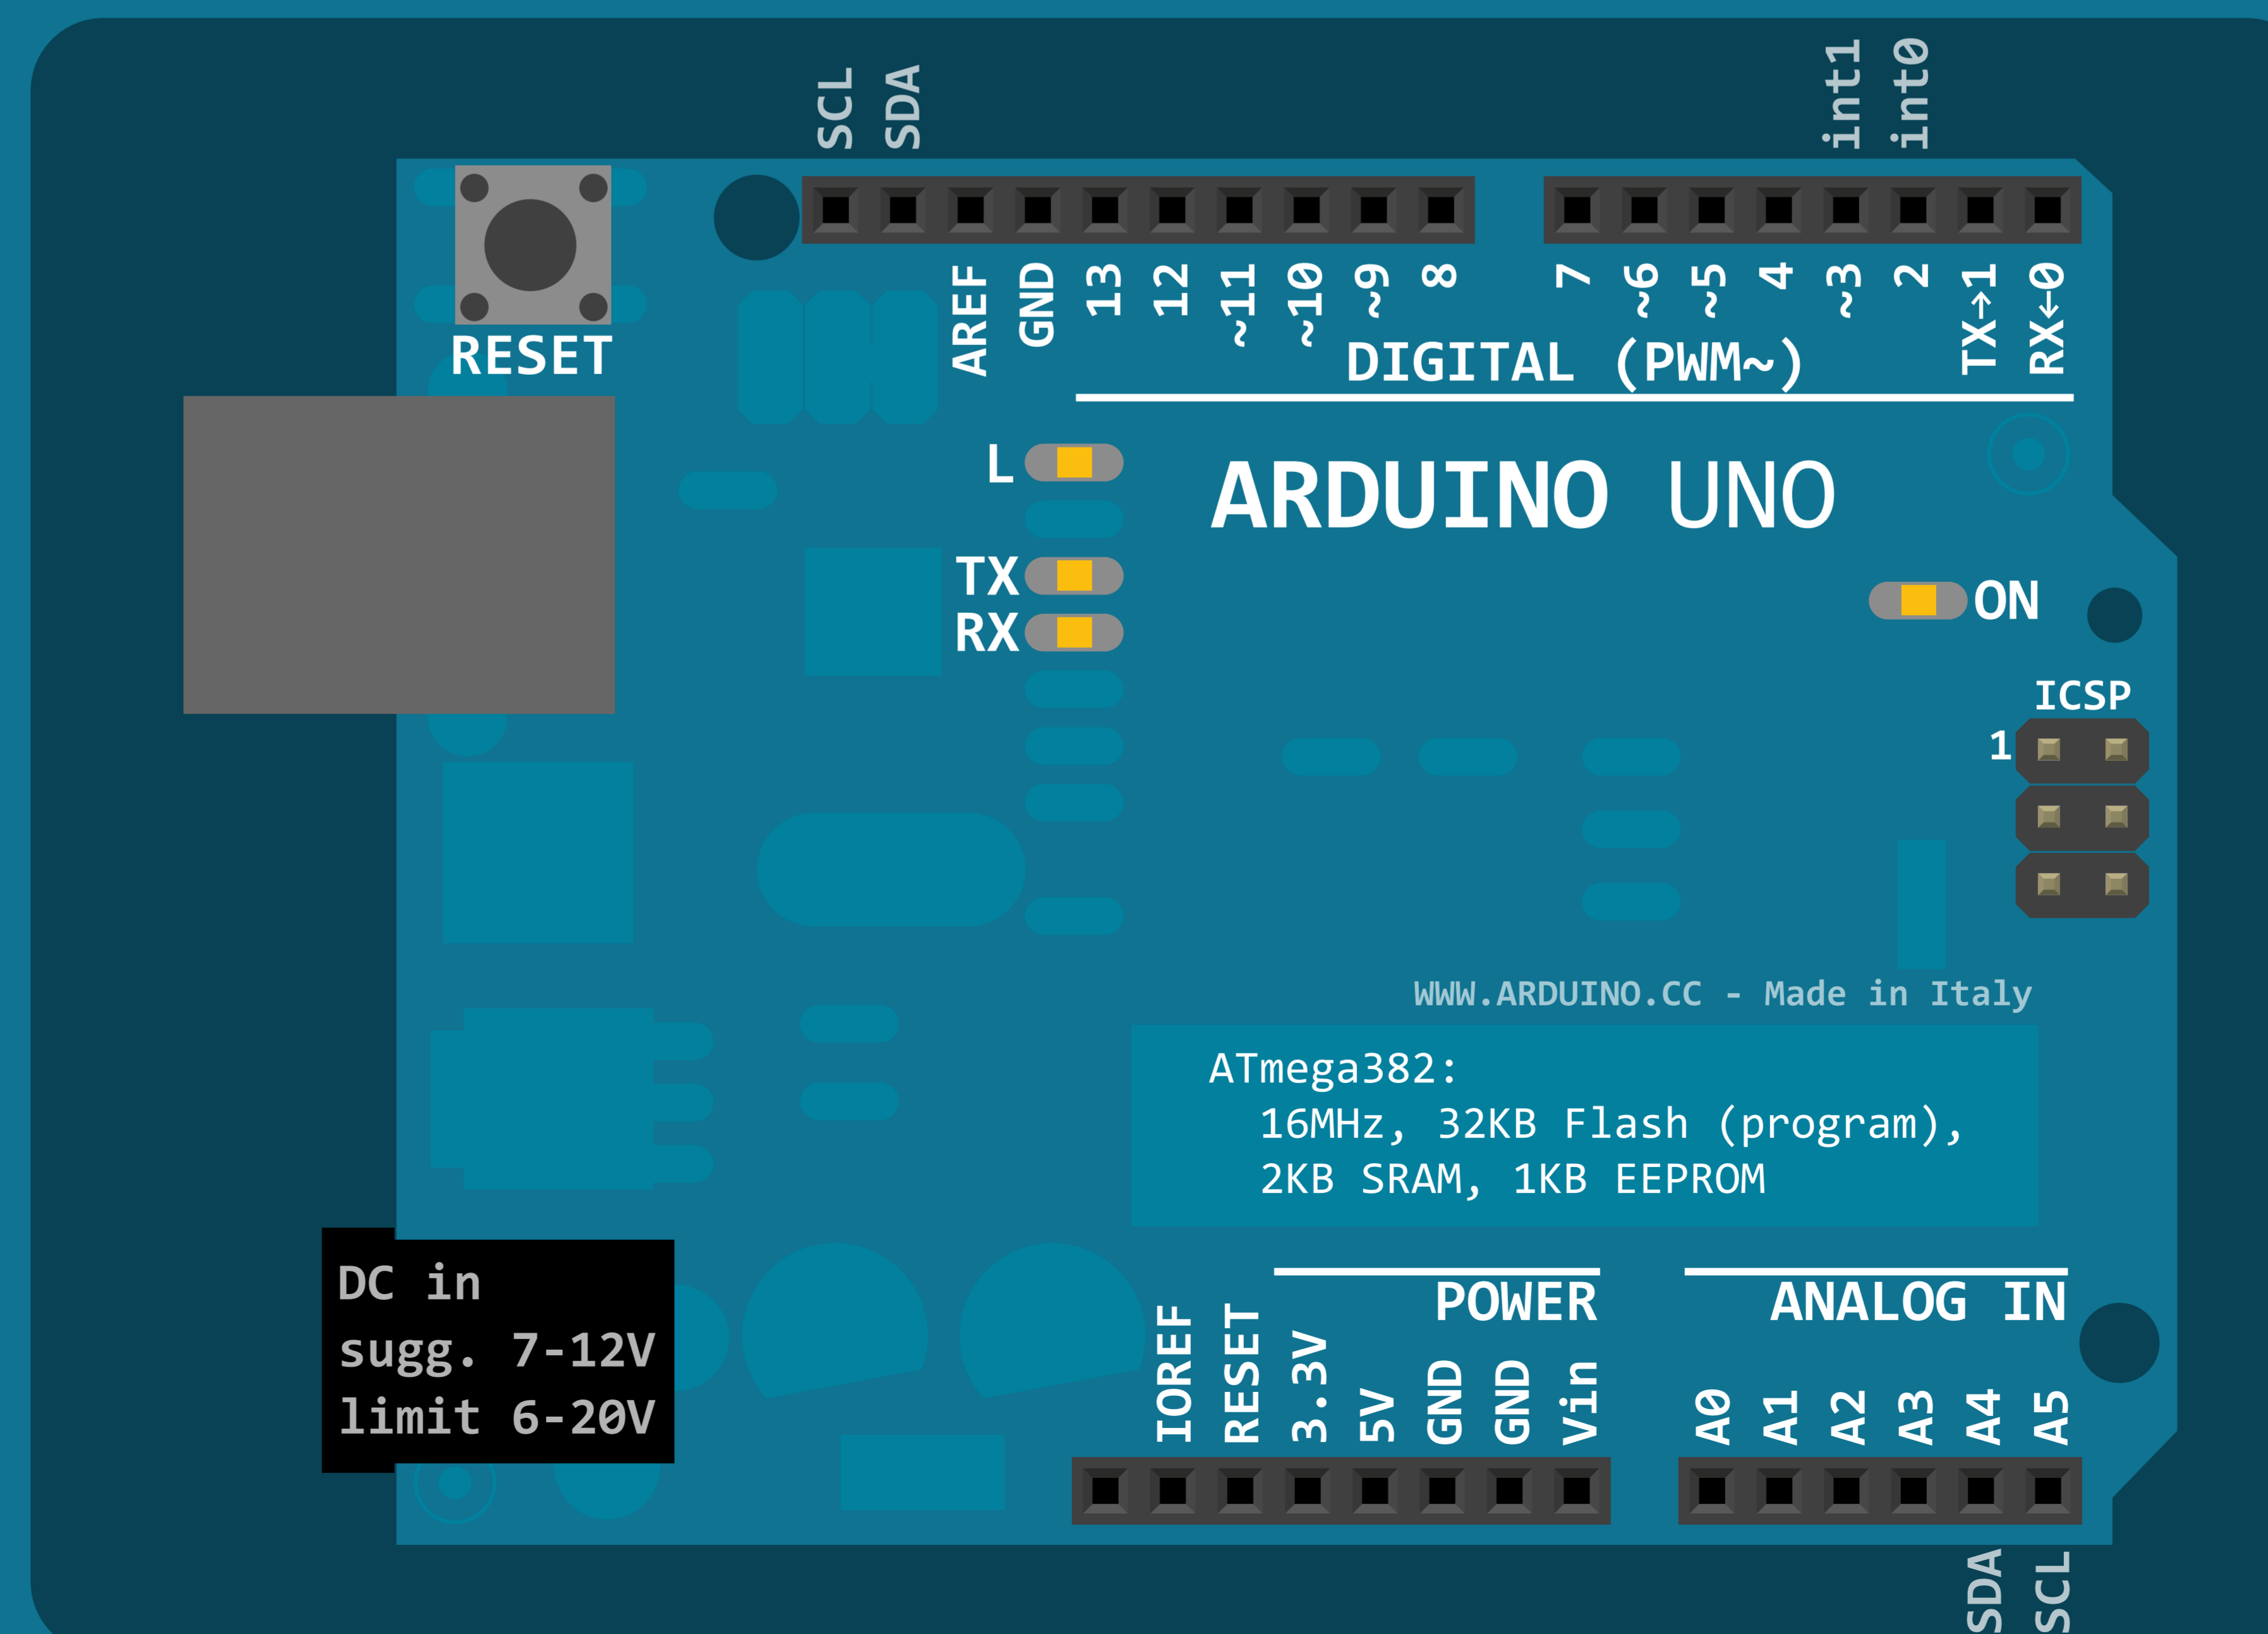 SCL
SDA
int1
int0
RESET
AREF
GND
13
12
~11
~10
~9
8
7
~6
~5
4
~3
2
TX→1
RX←0
DIGITAL (PWM~)
L
ARDUINO UNO
TX
RX
ON
ICSP
1
WWW.ARDUINO.CC - Made in Italy
ATmega382:
16MHz, 32KB Flash (program),
2KB SRAM, 1KB EEPROM
DC in
sugg. 7-12V
limit 6-20V
POWER
ANALOG IN
IOREF
RESET
3.3V
5V
GND
GND
Vin
A0
A1
A2
A3
A4
A5
SDA
SCL